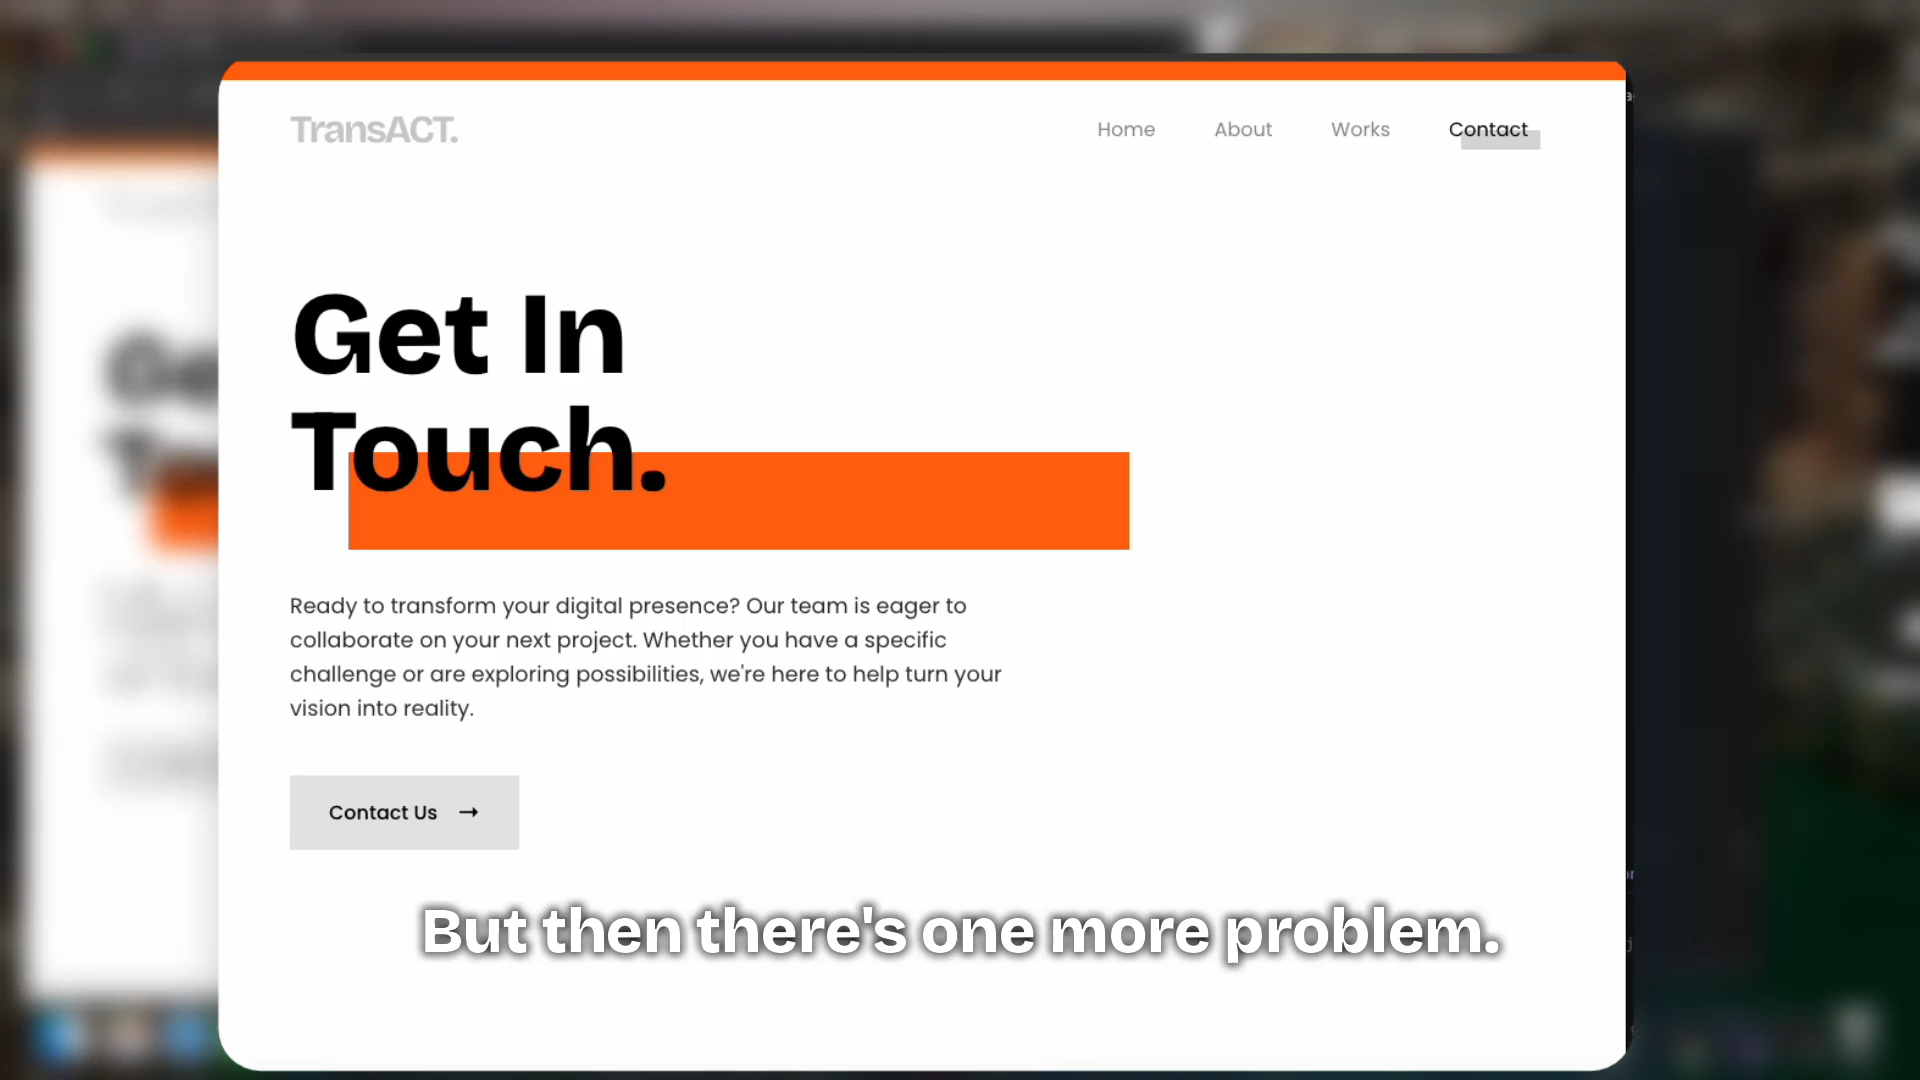 TransACT.
Home About Works Contact
Get In
Touch.
Ready to transform your digital presence? Our team is eager to
collaborate on your next project. Whether you have a specific
challenge or are exploring possibilities, we're here to help turn your
vision into reality.
Contact Us →
But then there's one more problem.